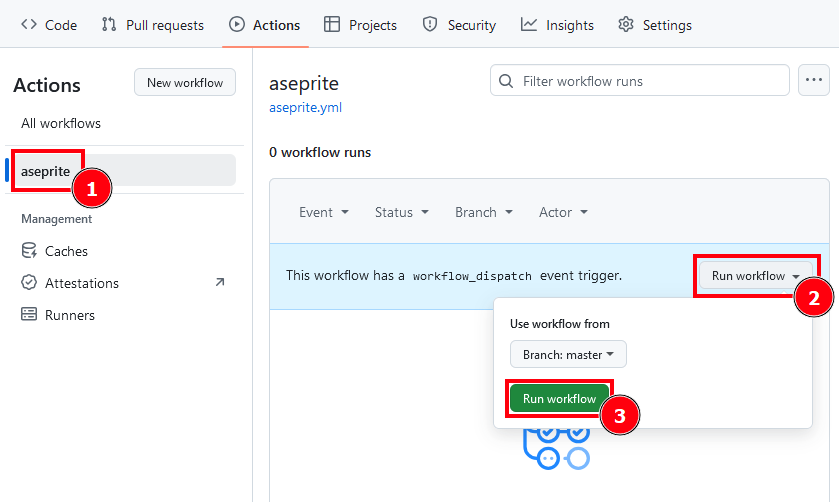 Code Pull requests Actions Projects Security Insights Settings
Actions New workflow
All workflows
aseprite
1
Management
Caches
Attestations
Runners
aseprite
aseprite.yml
Filter workflow runs
0 workflow runs
Event Status Branch Actor
This workflow has a workflow_dispatch event trigger.
Run workflow
2
Use workflow from
Branch: master
Run workflow
3